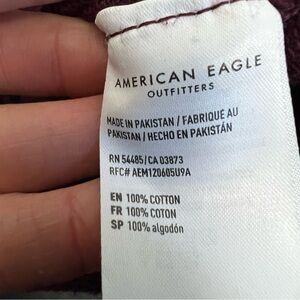 AMERICAN EAGLE
OUTFITTERS
MADE IN PAKISTAN / FABRIQUÉ AU
PAKISTAN / HECHO EN PAKISTÁN
RN 54485/CA 03873
RFC# AEM120605U9A
EN 100% COTTON
FR 100% COTON
SP 100% algodón